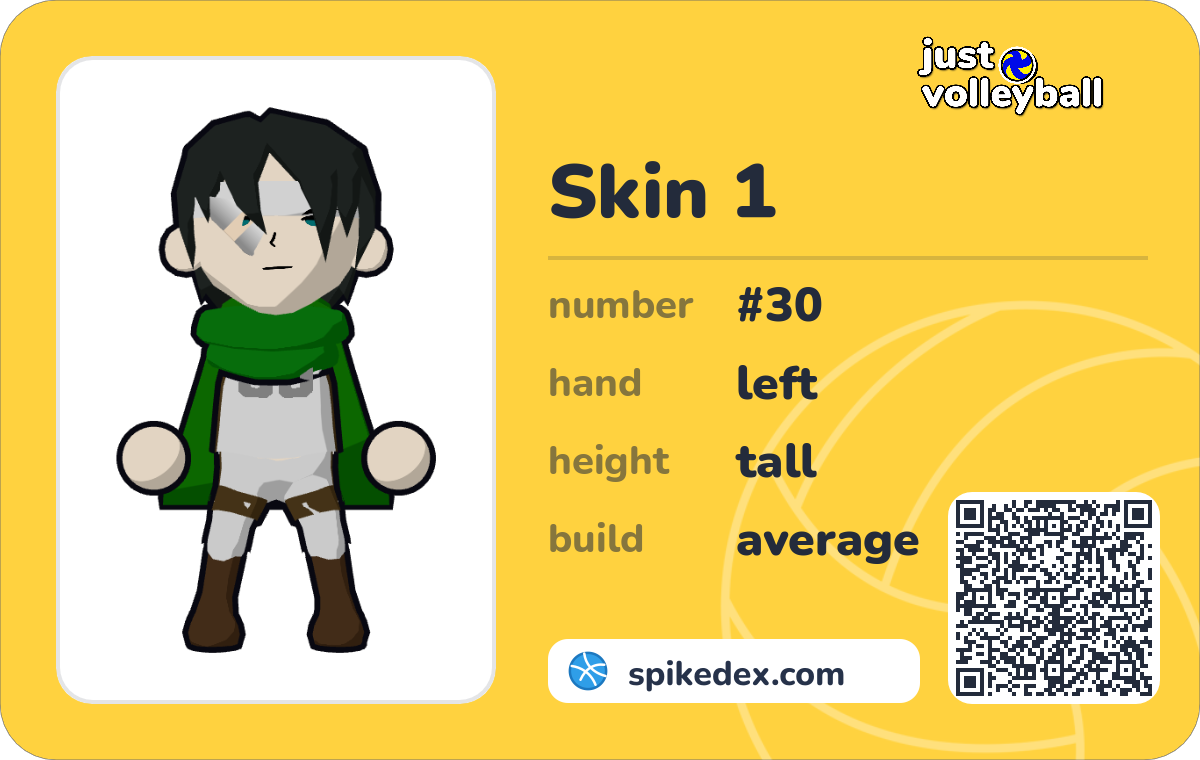 just
volleyball
Skin 1
number #30
hand left
height tall
build average
spikedex.com